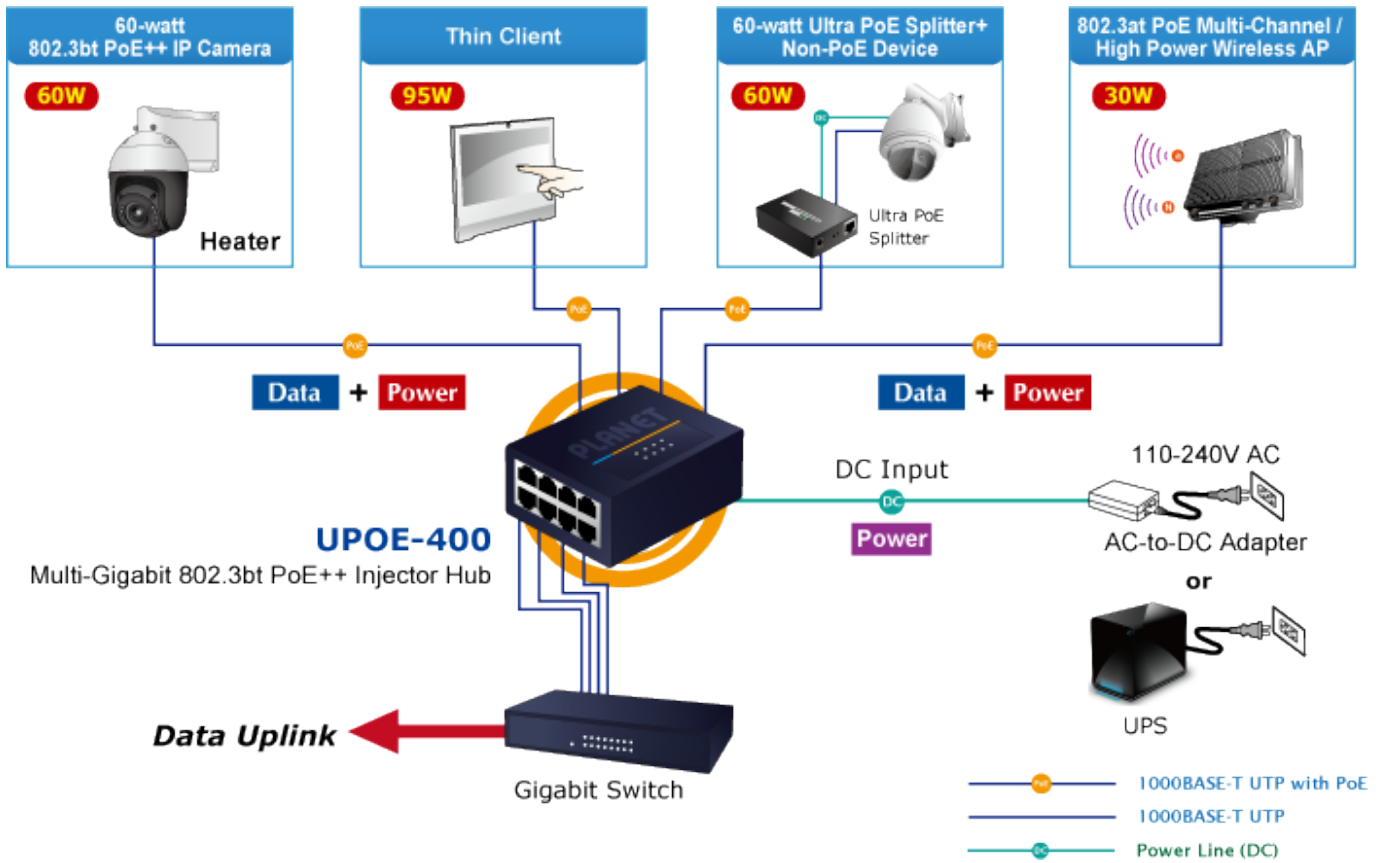 60-watt
802.3bt PoE++ IP Camera
60W
Heater
Thin Client
95W
60-watt Ultra PoE Splitter+
Non-PoE Device
60W
DC
Ultra PoE
Splitter
802.3at PoE Multi-Channel /
High Power Wireless AP
30W
N
PoE
PoE
PoE
PoE
Data + Power
Data + Power
PLANET
UPOE-400
Multi-Gigabit 802.3bt PoE++ Injector Hub
DC Input
DC
Power
110-240V AC
AC-to-DC Adapter
or
UPS
Data Uplink
Gigabit Switch
PoE 1000BASE-T UTP with PoE
1000BASE-T UTP
DC Power Line (DC)